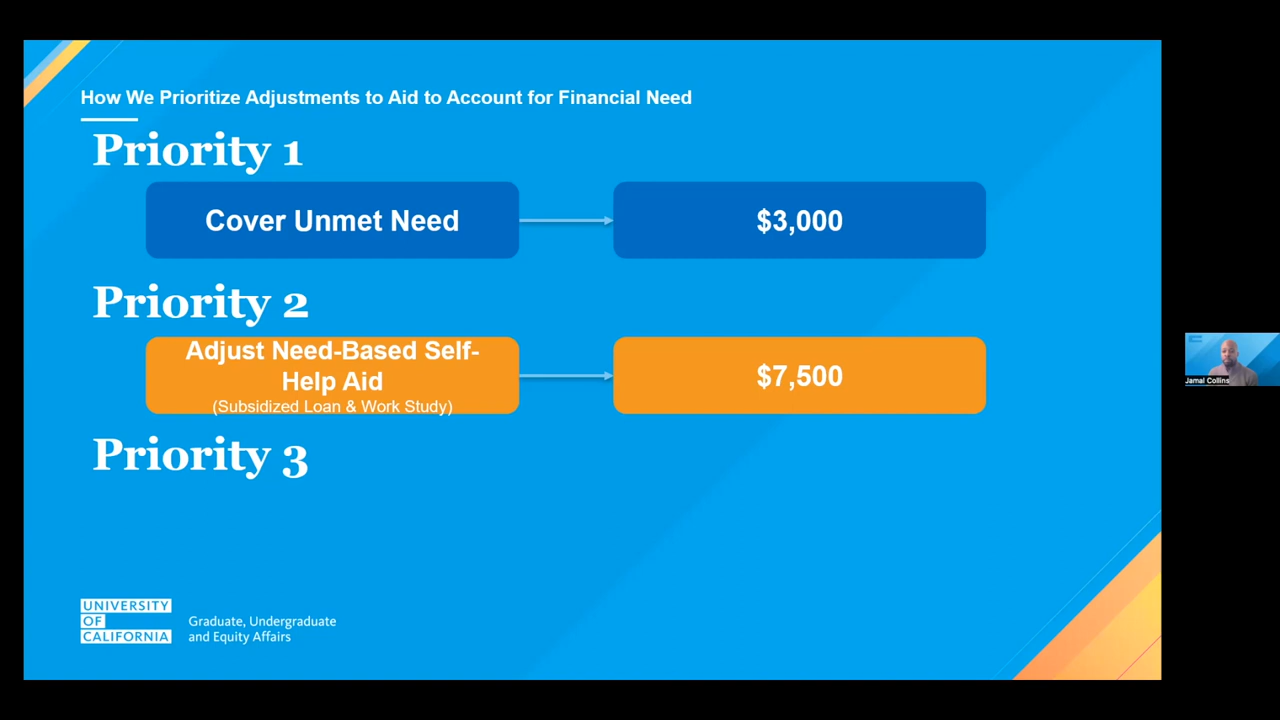 How We Prioritize Adjustments to Aid to Account for Financial Need
Priority 1
Cover Unmet Need
$3,000
Priority 2
Adjust Need-Based Self-
Help Aid
(Subsidized Loan & Work Study)
$7,500
Priority 3
UNIVERSITY
OF
CALIFORNIA
Graduate, Undergraduate
and Equity Affairs
Jamal Collins